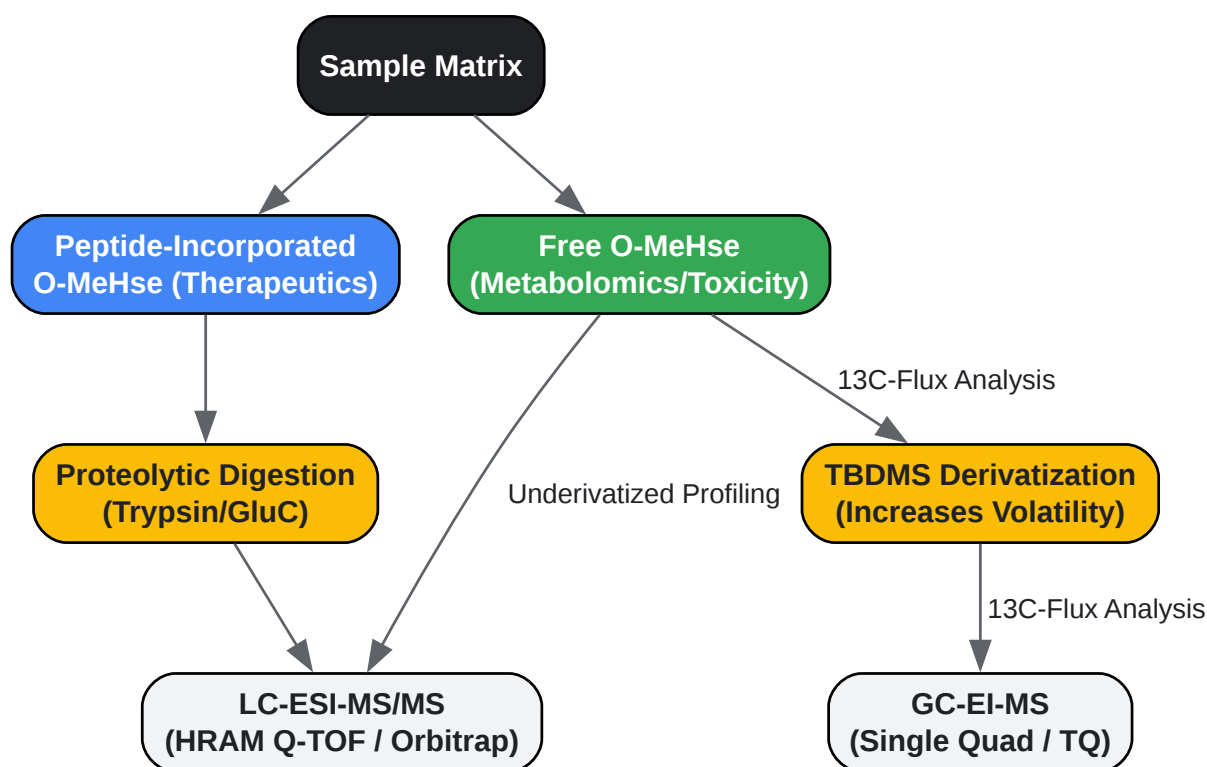 Sample Matrix
Peptide-Incorporated
O-MeHse (Therapeutics)
Free O-MeHse
(Metabolomics/Toxicity)
13C-Flux Analysis
Proteolytic Digestion
(Trypsin/GluC)
Underivatized Profiling
TBDMS Derivatization
(Increases Volatility)
13C-Flux Analysis
LC-ESI-MS/MS
(HRAM Q-TOF / Orbitrap)
GC-EI-MS
(Single Quad / TQ)